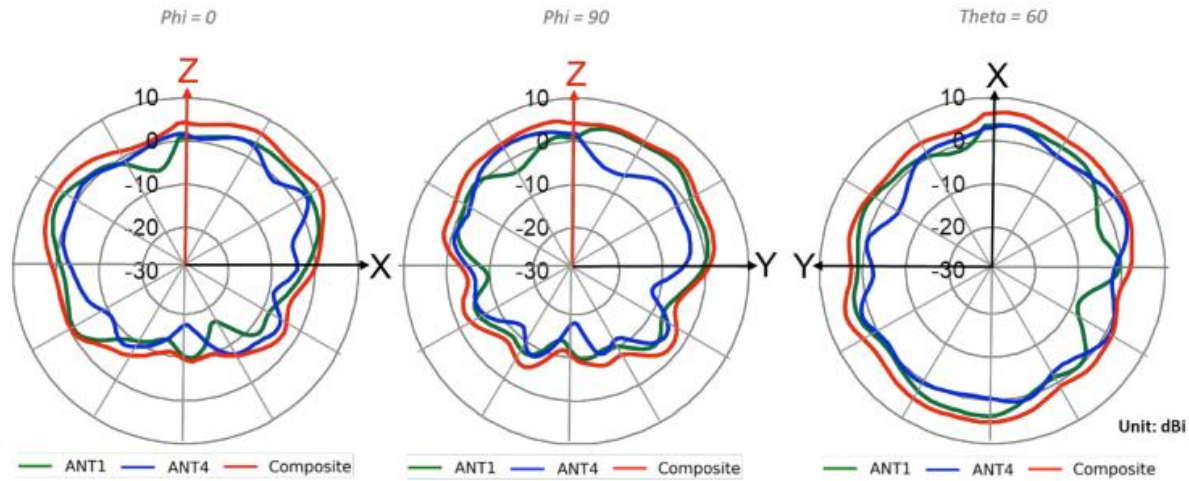 Phi = 0
Phi = 90
Theta = 60
Z
10
0
-10
-20
-30
X
Z
10
0
-10
-20
-30
Y
X
10
0
-10
-20
-30
Y
Unit: dBi
ANT1 ANT4 Composite
ANT1 ANT4 Composite
ANT1 ANT4 Composite